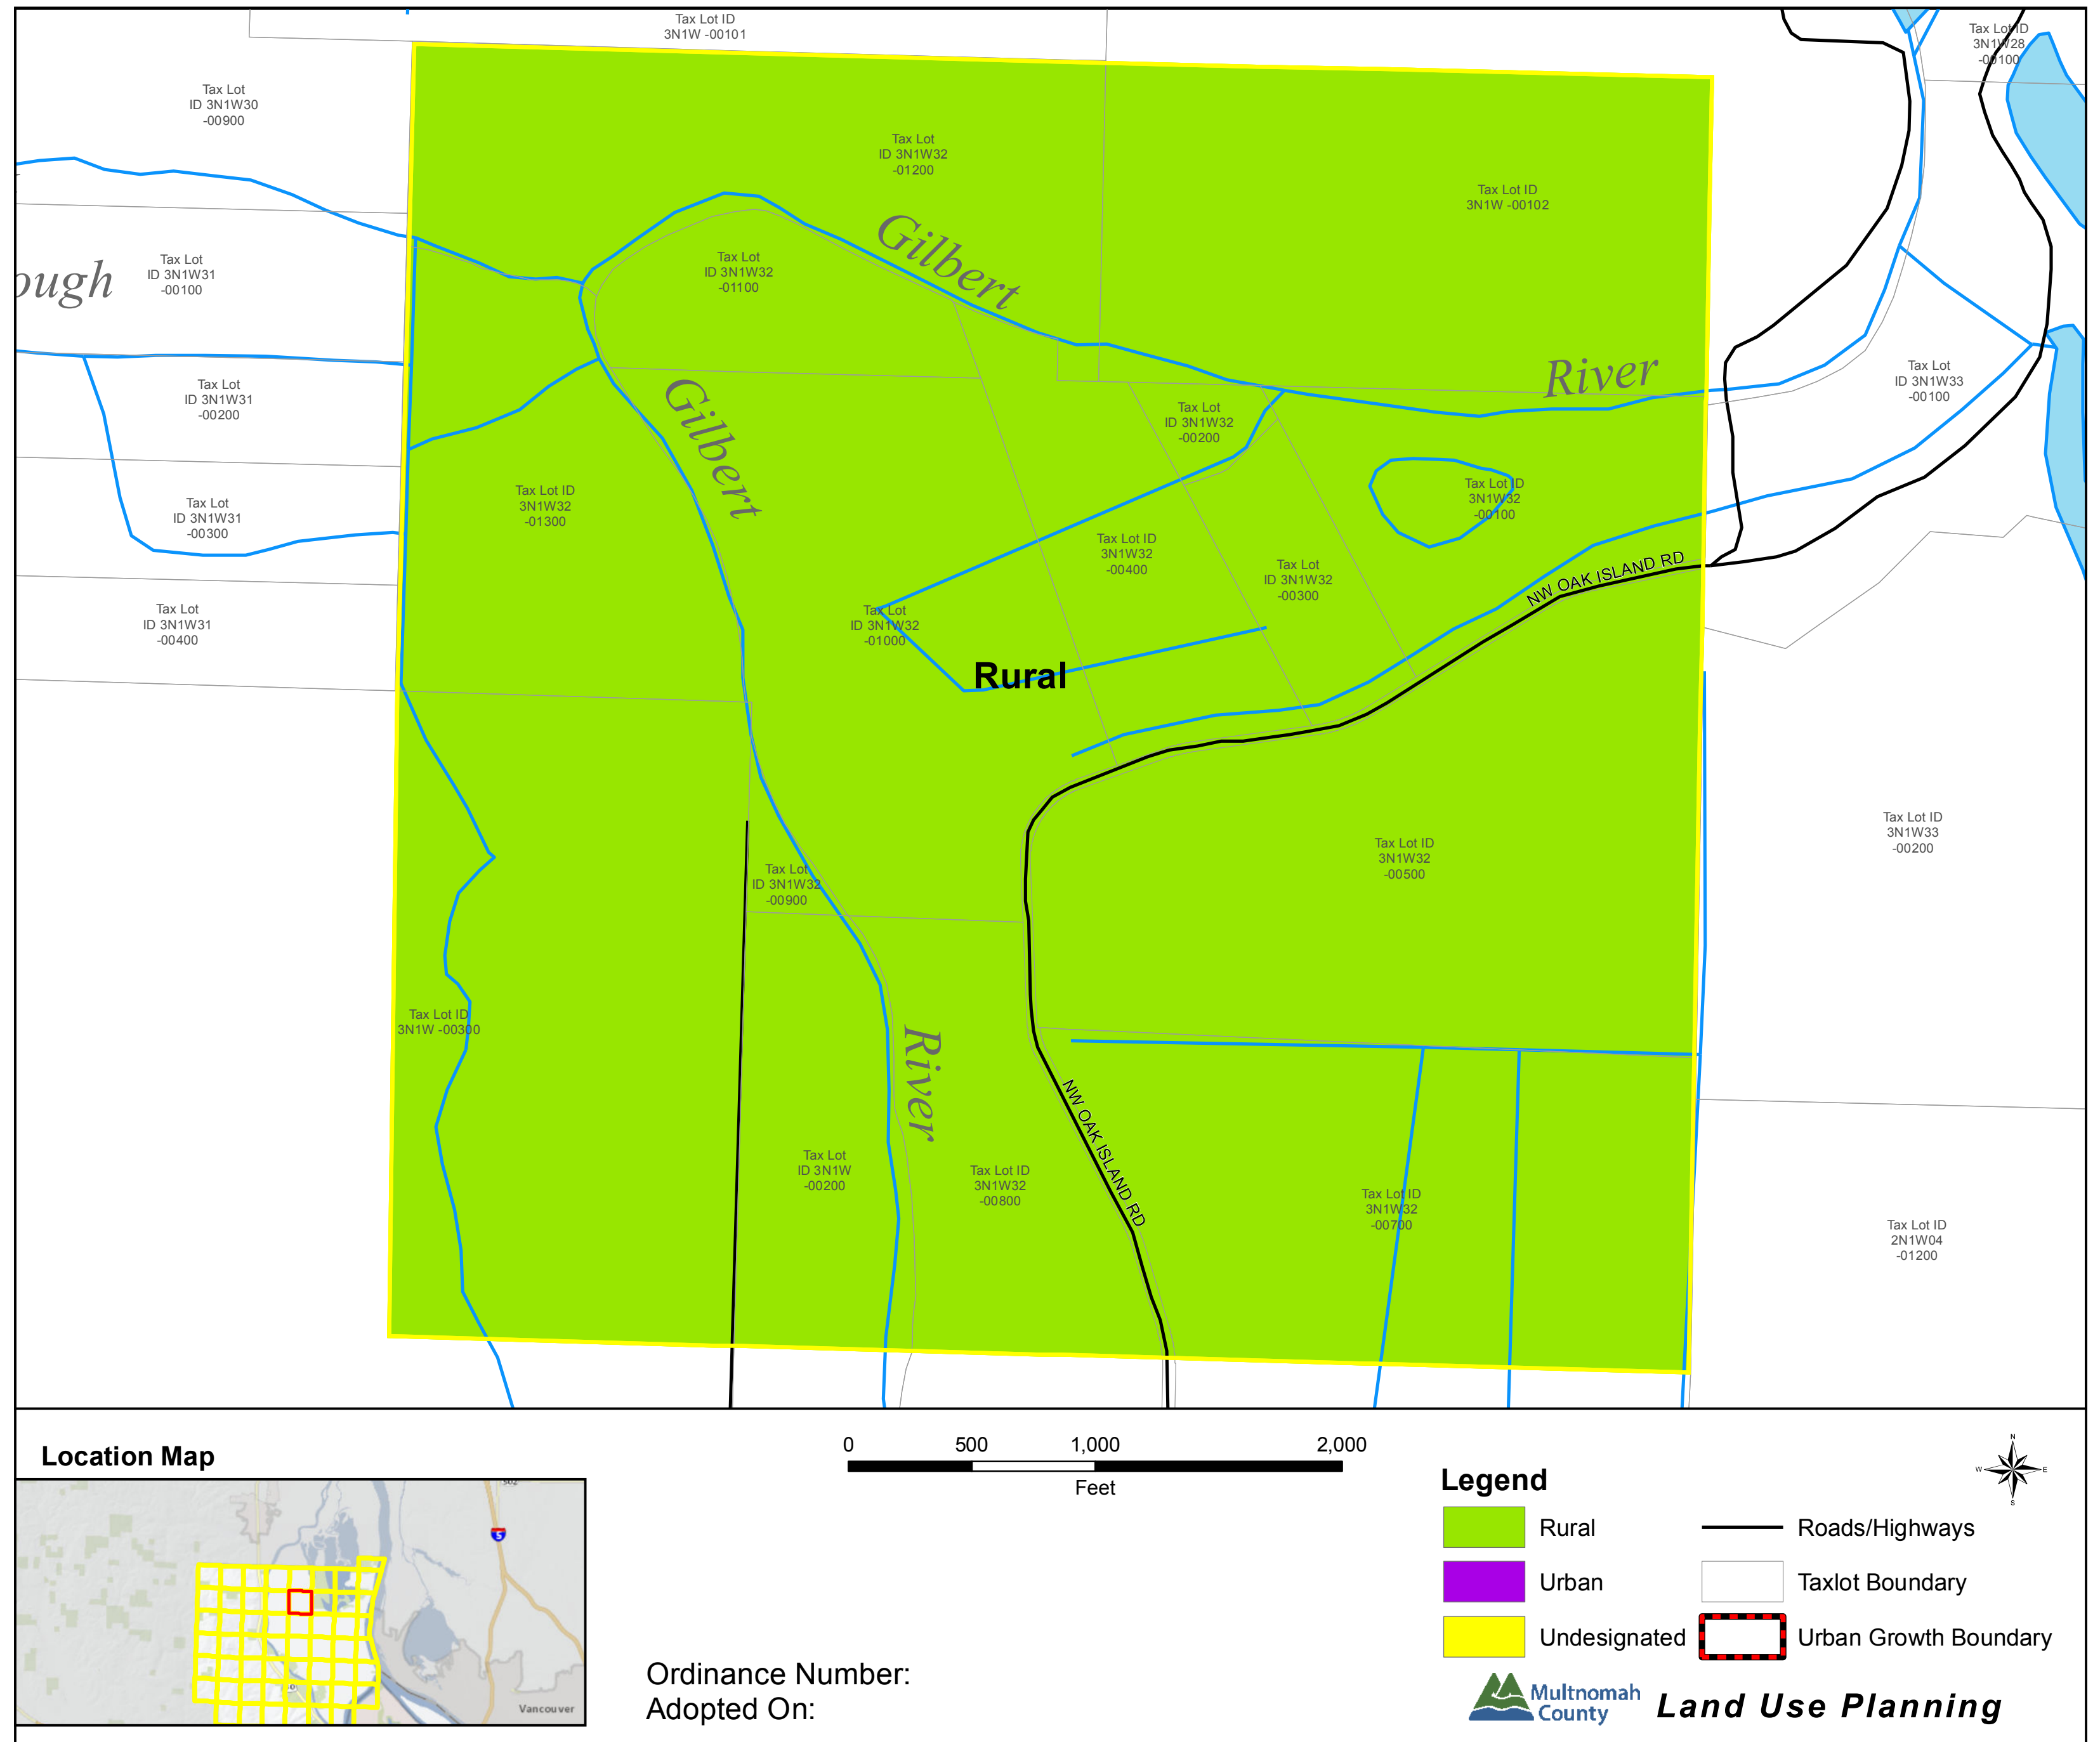 Tax Lot ID
3N1W -00101
Tax Lot ID
3N1W28
-00100
Tax Lot
ID 3N1W30
-00900
Tax Lot
ID 3N1W32
-01200
Tax Lot ID
3N1W -00102
Gilbert
River
ough
Tax Lot
ID 3N1W31
-00100
Tax Lot
ID 3N1W32
-01100
Tax Lot
ID 3N1W31
-00200
Gilbert
Tax Lot
ID 3N1W32
-00200
Tax Lot
ID 3N1W33
-00100
Tax Lot
ID 3N1W31
-00300
Tax Lot ID
3N1W32
-01300
Tax Lot ID
3N1W32
-00100
Tax Lot ID
3N1W32
-00400
Tax Lot
ID 3N1W32
-00300
NW OAK ISLAND RD
Tax Lot
ID 3N1W31
-00400
Tax Lot
ID 3N1W32
-01000
Rural
Tax Lot ID
3N1W33
-00200
Tax Lot ID
3N1W32
-00500
Tax Lot
ID 3N1W32
-00900
Tax Lot ID
3N1W -00300
River
NW OAK ISLAND RD
Tax Lot
ID 3N1W
-00200
Tax Lot ID
3N1W32
-00800
Tax Lot ID
3N1W32
-00700
Tax Lot ID
2N1W04
-01200
Location Map
0 500 1,000 2,000
Feet
N
W E
S
Legend
Rural
Urban
Undesignated
Roads/Highways
Taxlot Boundary
Urban Growth Boundary
5
Vancouver
Ordinance Number:
Adopted On:
Multnomah
County
Land Use Planning